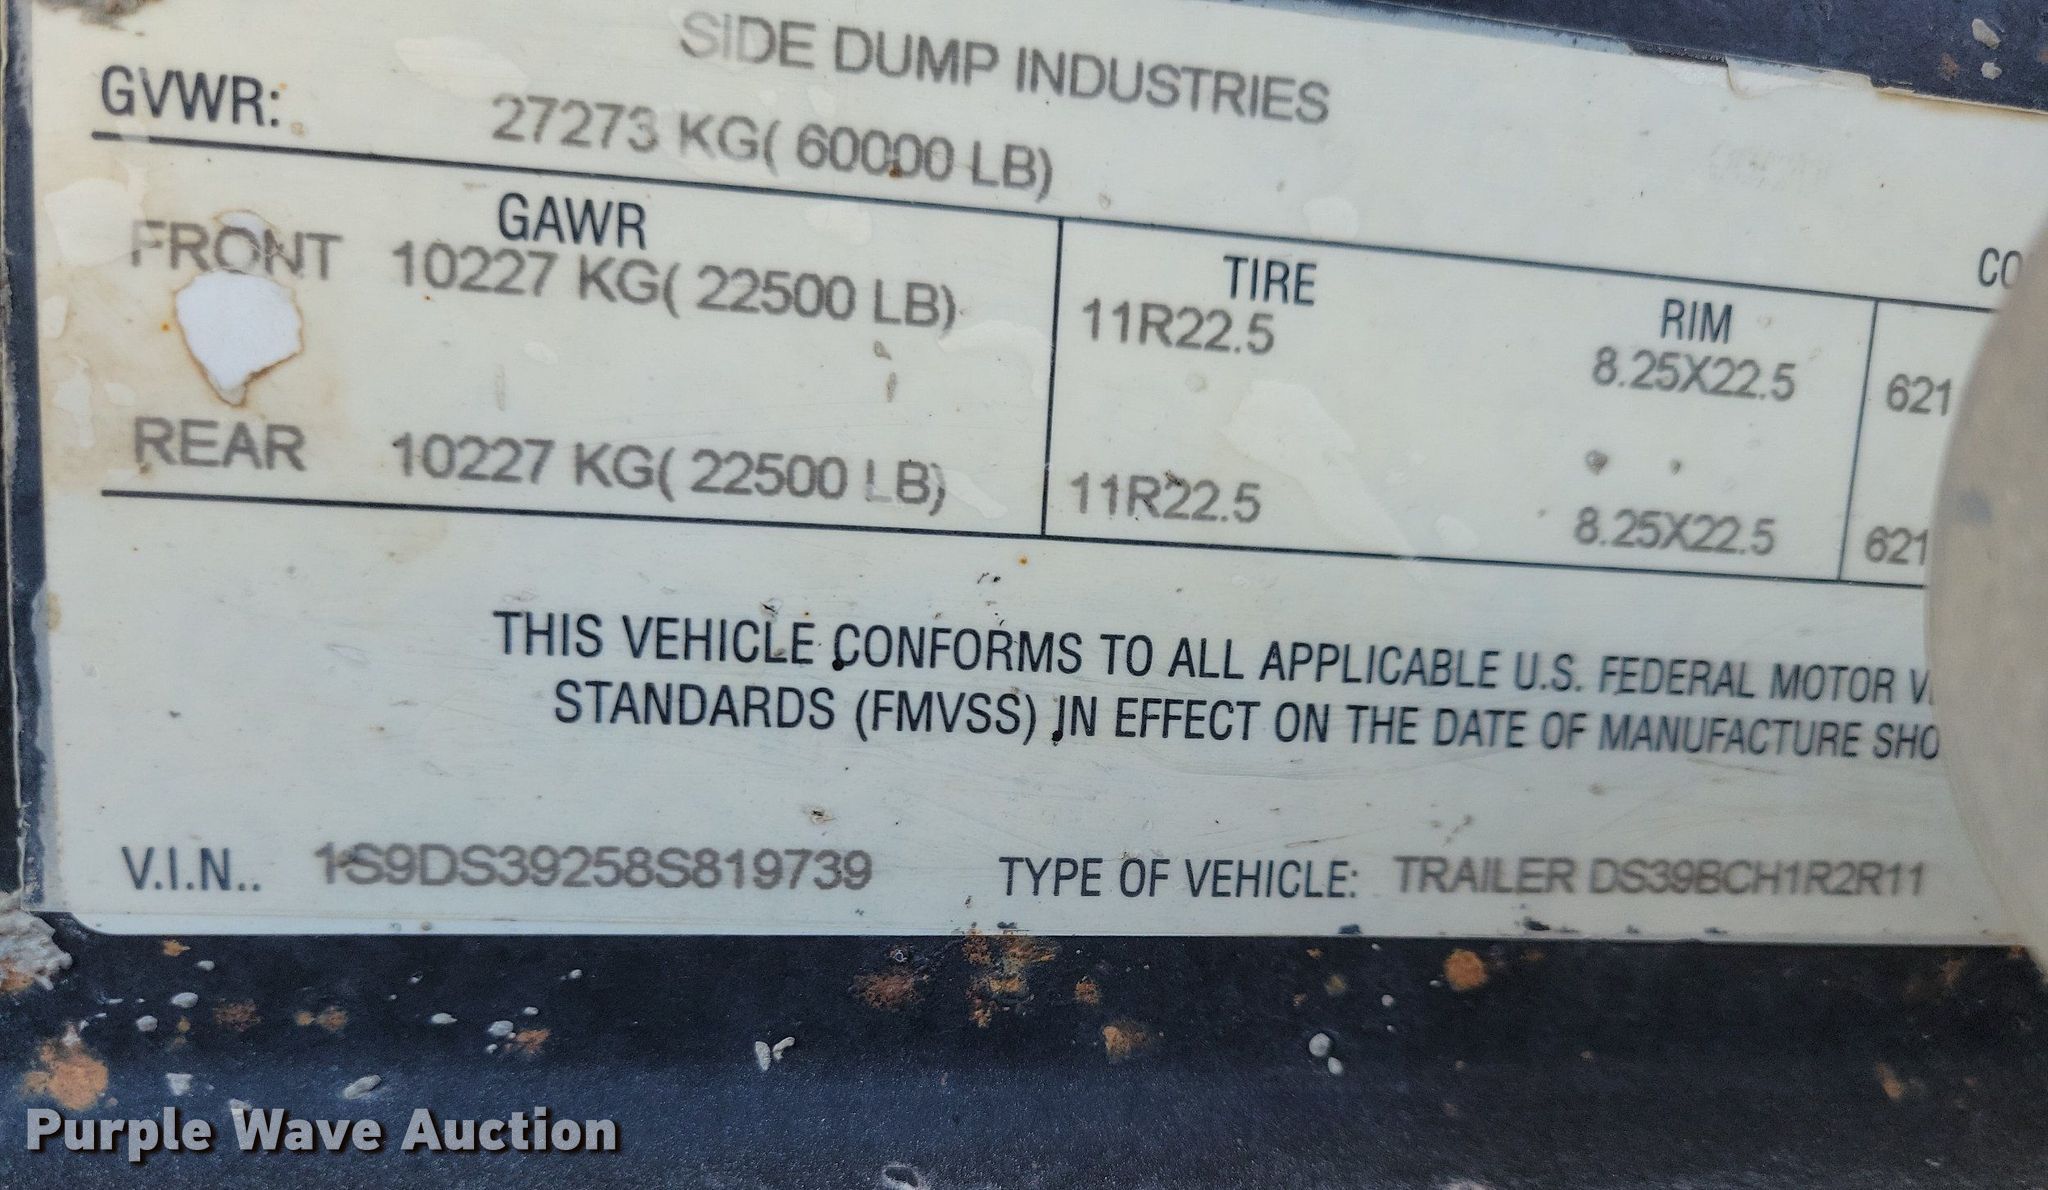 SIDE DUMP INDUSTRIES
GVWR: 27273 KG( 60000 LB)
GAWR TIRE RIM CO
FRONT 10227 KG( 22500 LB) 11R22.5 8.25X22.5 621
REAR 10227 KG( 22500 LB) 11R22.5 8.25X22.5 621
THIS VEHICLE CONFORMS TO ALL APPLICABLE U.S. FEDERAL MOTOR V
STANDARDS (FMVSS) IN EFFECT ON THE DATE OF MANUFACTURE SHO
V.I.N.. 1S9DS39258S819739 TYPE OF VEHICLE: TRAILER DS39BCH1R2R11
Purple Wave Auction